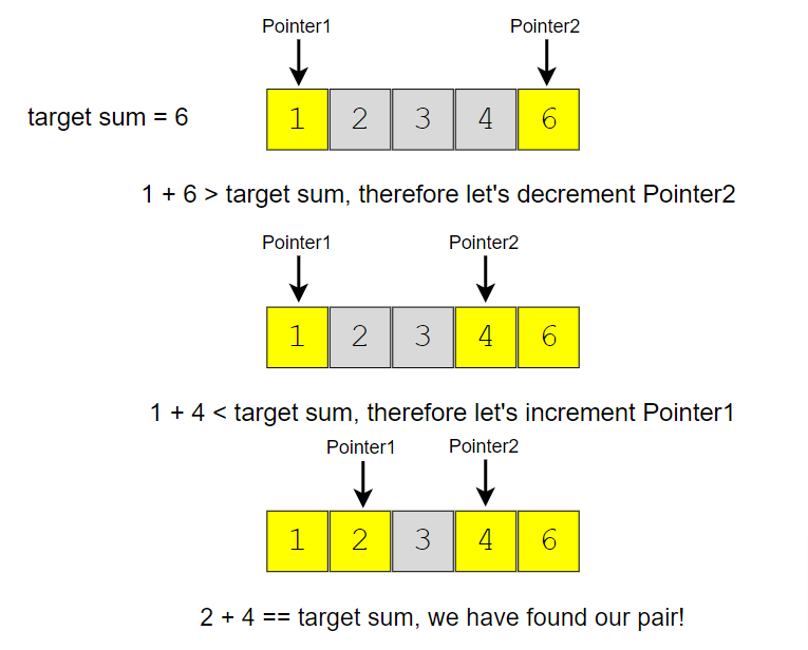 Pointer1 Pointer2
target sum = 6 1 2 3 4 6
1 + 6 > target sum, therefore let's decrement Pointer2
Pointer1 Pointer2
1 2 3 4 6
1 + 4 < target sum, therefore let's increment Pointer1
Pointer1 Pointer2
1 2 3 4 6
2 + 4 == target sum, we have found our pair!